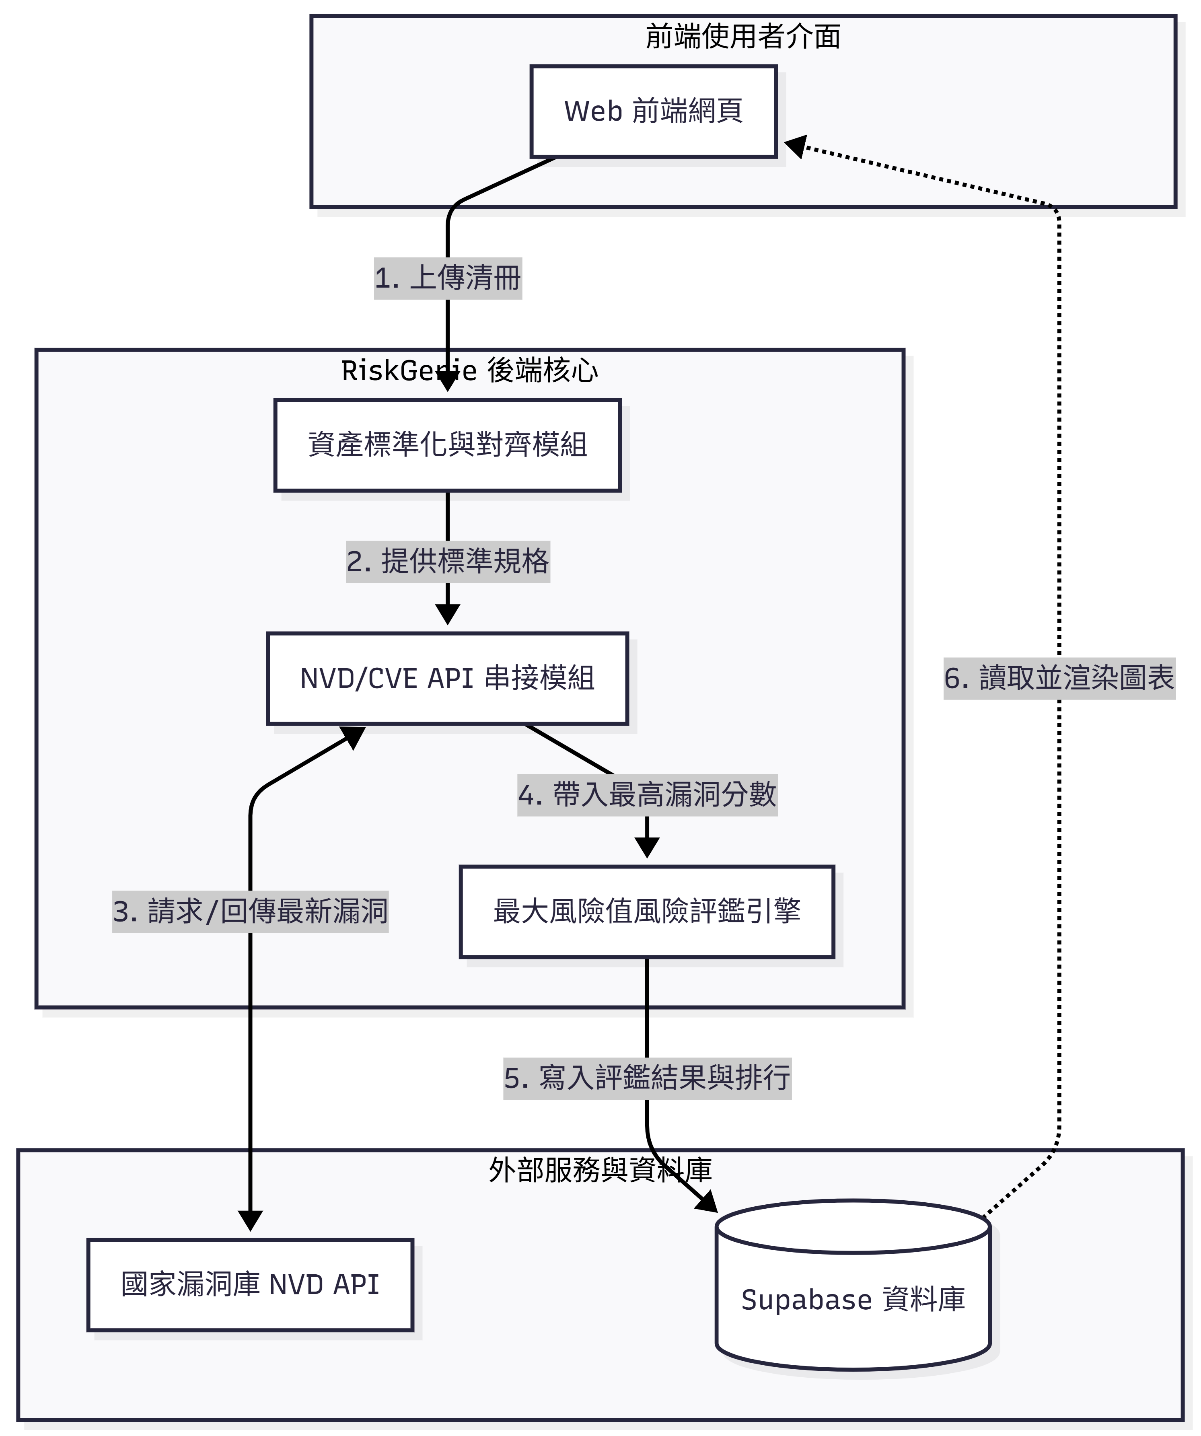 前端使用者介面
Web 前端網頁
1. 上傳清冊
RiskGenie 後端核心
資產標準化與對齊模組
2. 提供標準規格
NVD/CVE API 串接模組
6. 讀取並渲染圖表
4. 帶入最高漏洞分數
3. 請求/回傳最新漏洞
最大風險值風險評鑑引擎
5. 寫入評鑑結果與排行
外部服務與資料庫
國家漏洞庫 NVD API
Supabase 資料庫